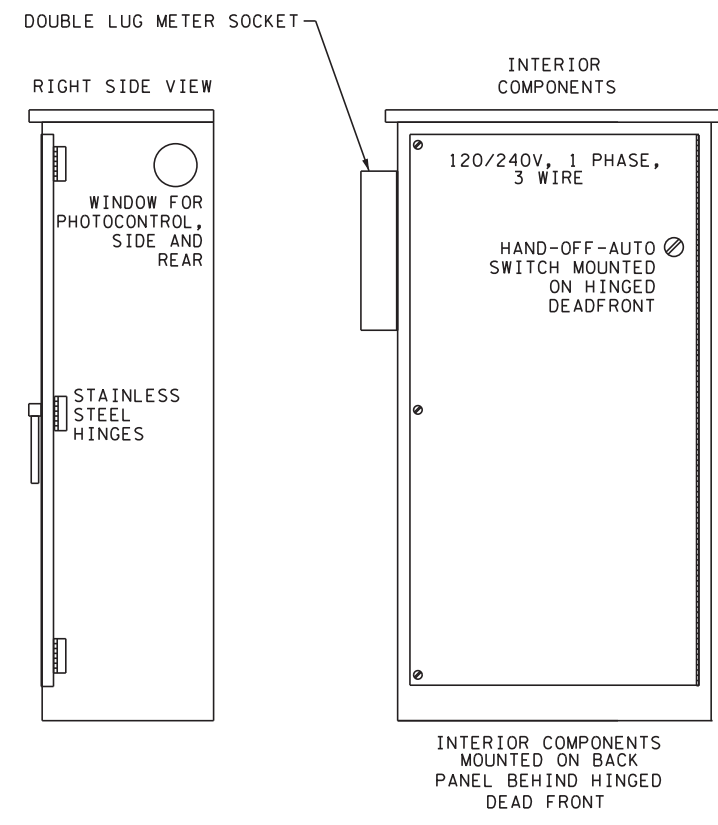 DOUBLE LUG METER SOCKET
RIGHT SIDE VIEW
WINDOW FOR
PHOTOCONTROL,
SIDE AND
REAR
STAINLESS
STEEL
HINGES
INTERIOR
COMPONENTS
120/240V, 1 PHASE,
3 WIRE
HAND-OFF-AUTO
SWITCH MOUNTED
ON HINGED
DEADFRONT
INTERIOR COMPONENTS
MOUNTED ON BACK
PANEL BEHIND HINGED
DEAD FRONT